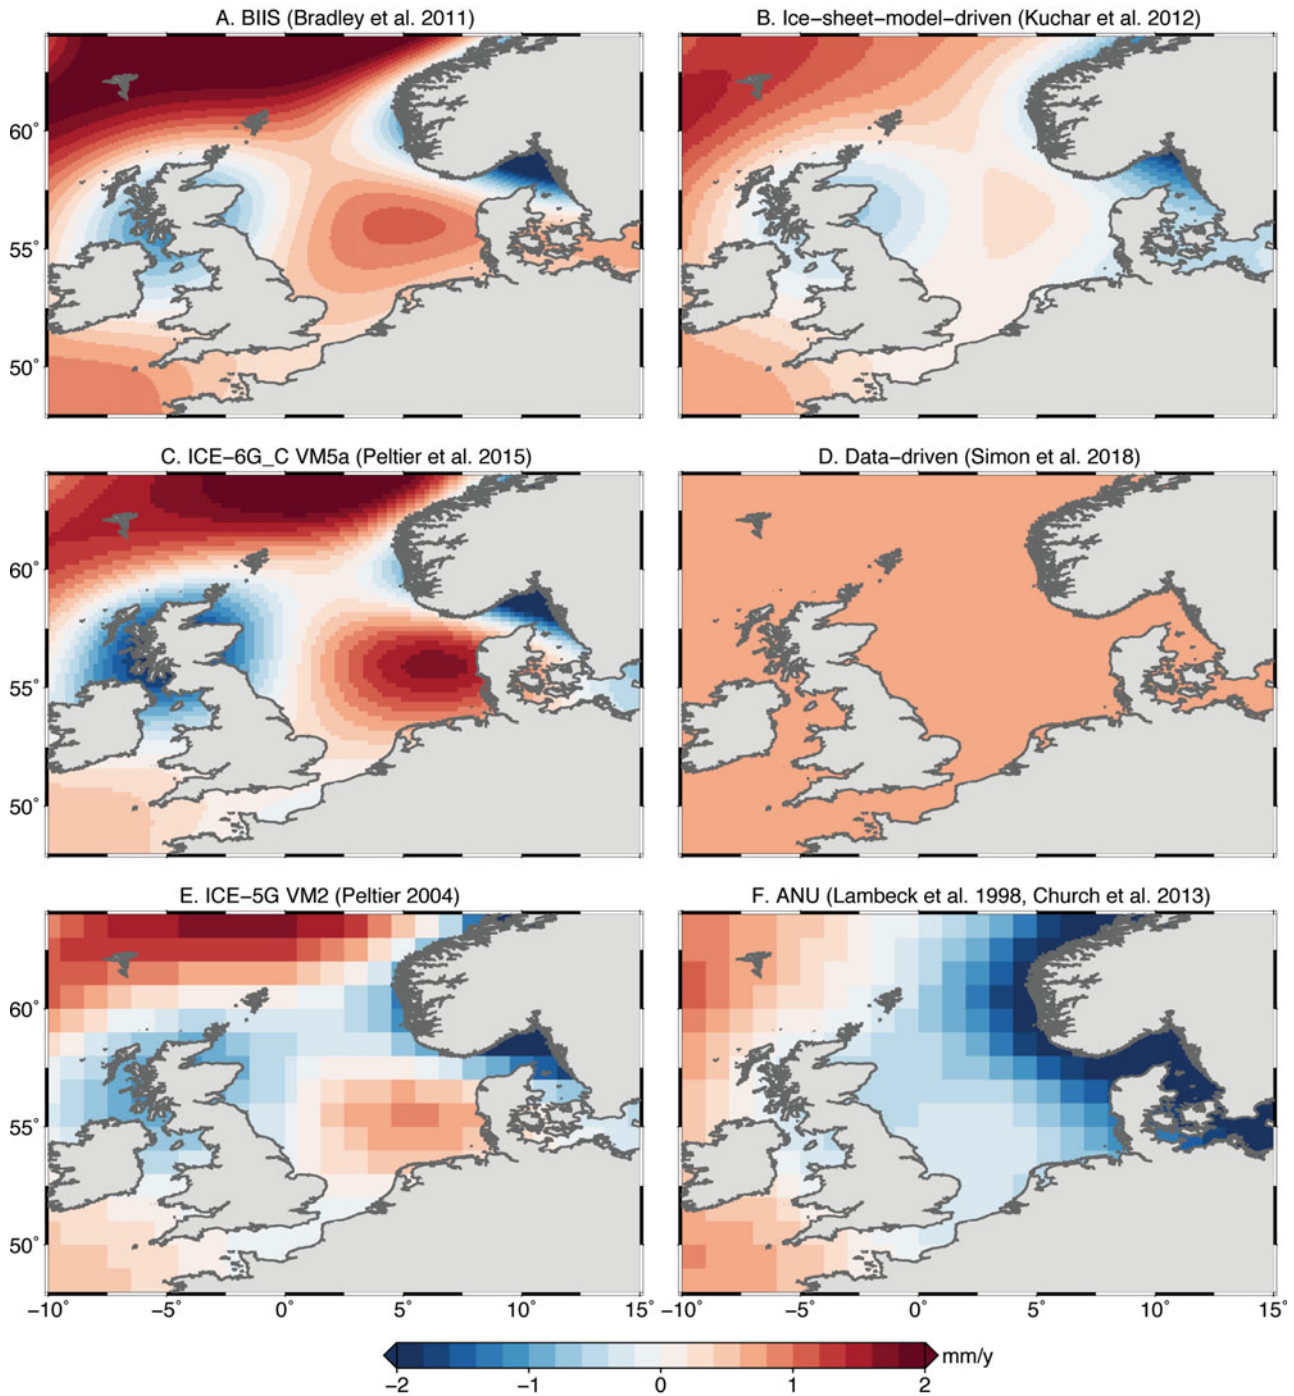 A. BIIS (Bradley et al. 2011)
B. Ice−sheet−model−driven (Kuchar et al. 2012)
60˚
55˚
50˚
C. ICE−6G_C VM5a (Peltier et al. 2015)
D. Data−driven (Simon et al. 2018)
60˚
55˚
50˚
E. ICE−5G VM2 (Peltier 2004)
F. ANU (Lambeck et al. 1998, Church et al. 2013)
60˚
55˚
50˚
−10˚ −5˚ 0˚ 5˚ 10˚ 15˚
−10˚ −5˚ 0˚ 5˚ 10˚ 15˚
mm/y
−2 −1 0 1 2